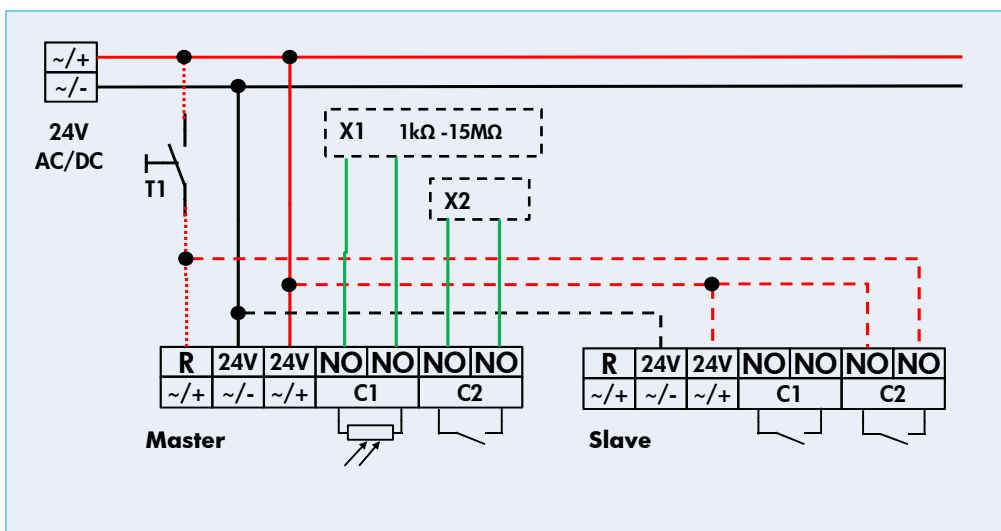 ~/+
~/-
24V
AC/DC
T1
X1 1kΩ -15MΩ
X2
R 24V 24V NO NO NO NO
~/+ ~/- ~/+ C1 C2
Master
R 24V 24V NO NO NO NO
~/+ ~/- ~/+ C1 C2
Slave